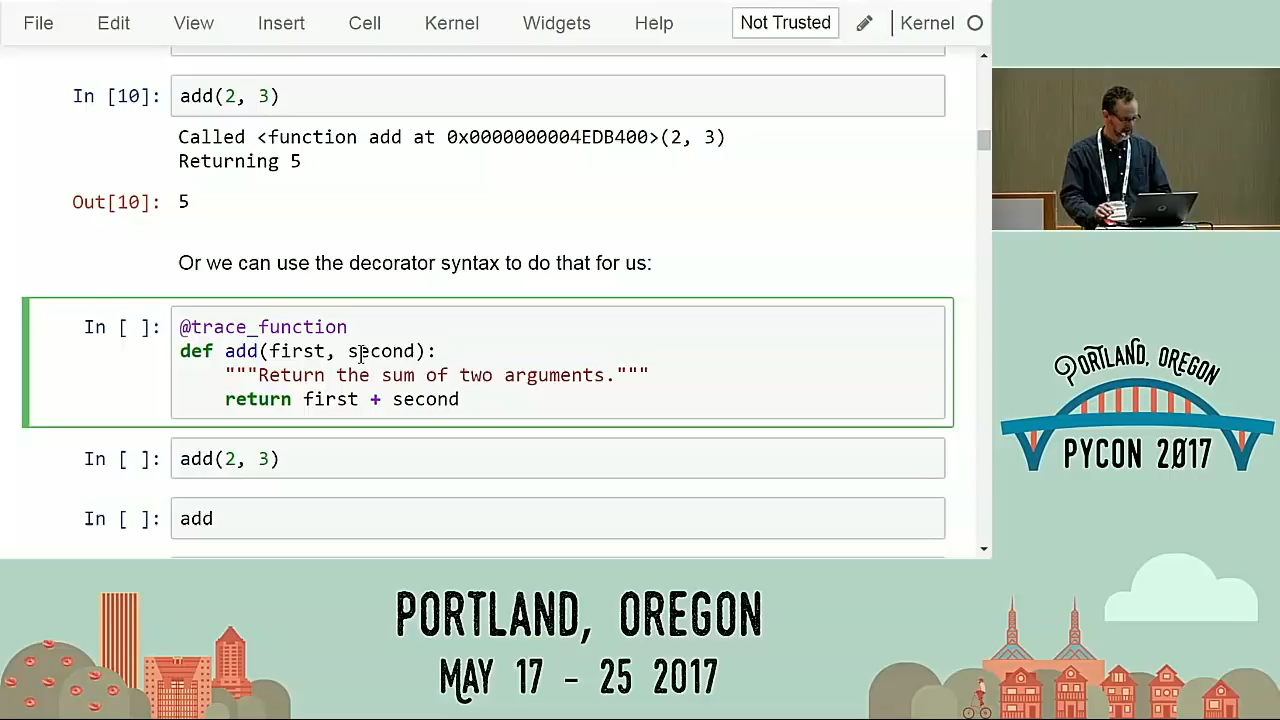 File Edit View Insert Cell Kernel Widgets Help Not Trusted Kernel
In [10]: add(2, 3)
Called <function add at 0x0000000004EDB400>(2, 3)
Returning 5
Out[10]: 5
Or we can use the decorator syntax to do that for us:
In [ ]: @trace_function
def add(first, second):
"""Return the sum of two arguments."""
return first + second
In [ ]: add(2, 3)
In [ ]: add
PORTLAND, OREGON
PYCON 2017
PORTLAND, OREGON
MAY 17 - 25 2017